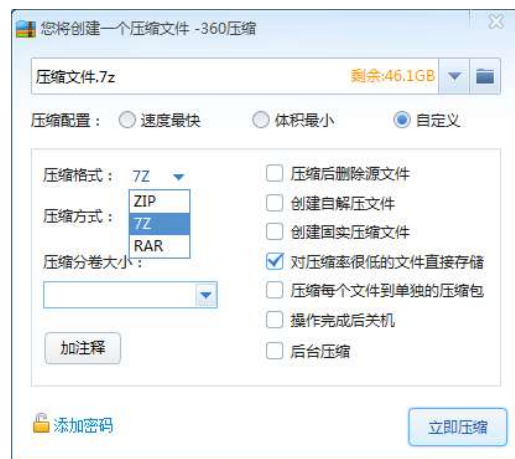 您将创建一个压缩文件 -360压缩
压缩文件.7z 剩余:46.1GB
压缩配置： 速度最快 体积最小 自定义
压缩格式： 7Z
ZIP
7Z
RAR
压缩方式：
压缩分卷大小：
加注释
压缩后删除源文件
创建自解压文件
创建固实压缩文件
对压缩率很低的文件直接存储
压缩每个文件到单独的压缩包
操作完成后关机
后台压缩
添加密码
立即压缩